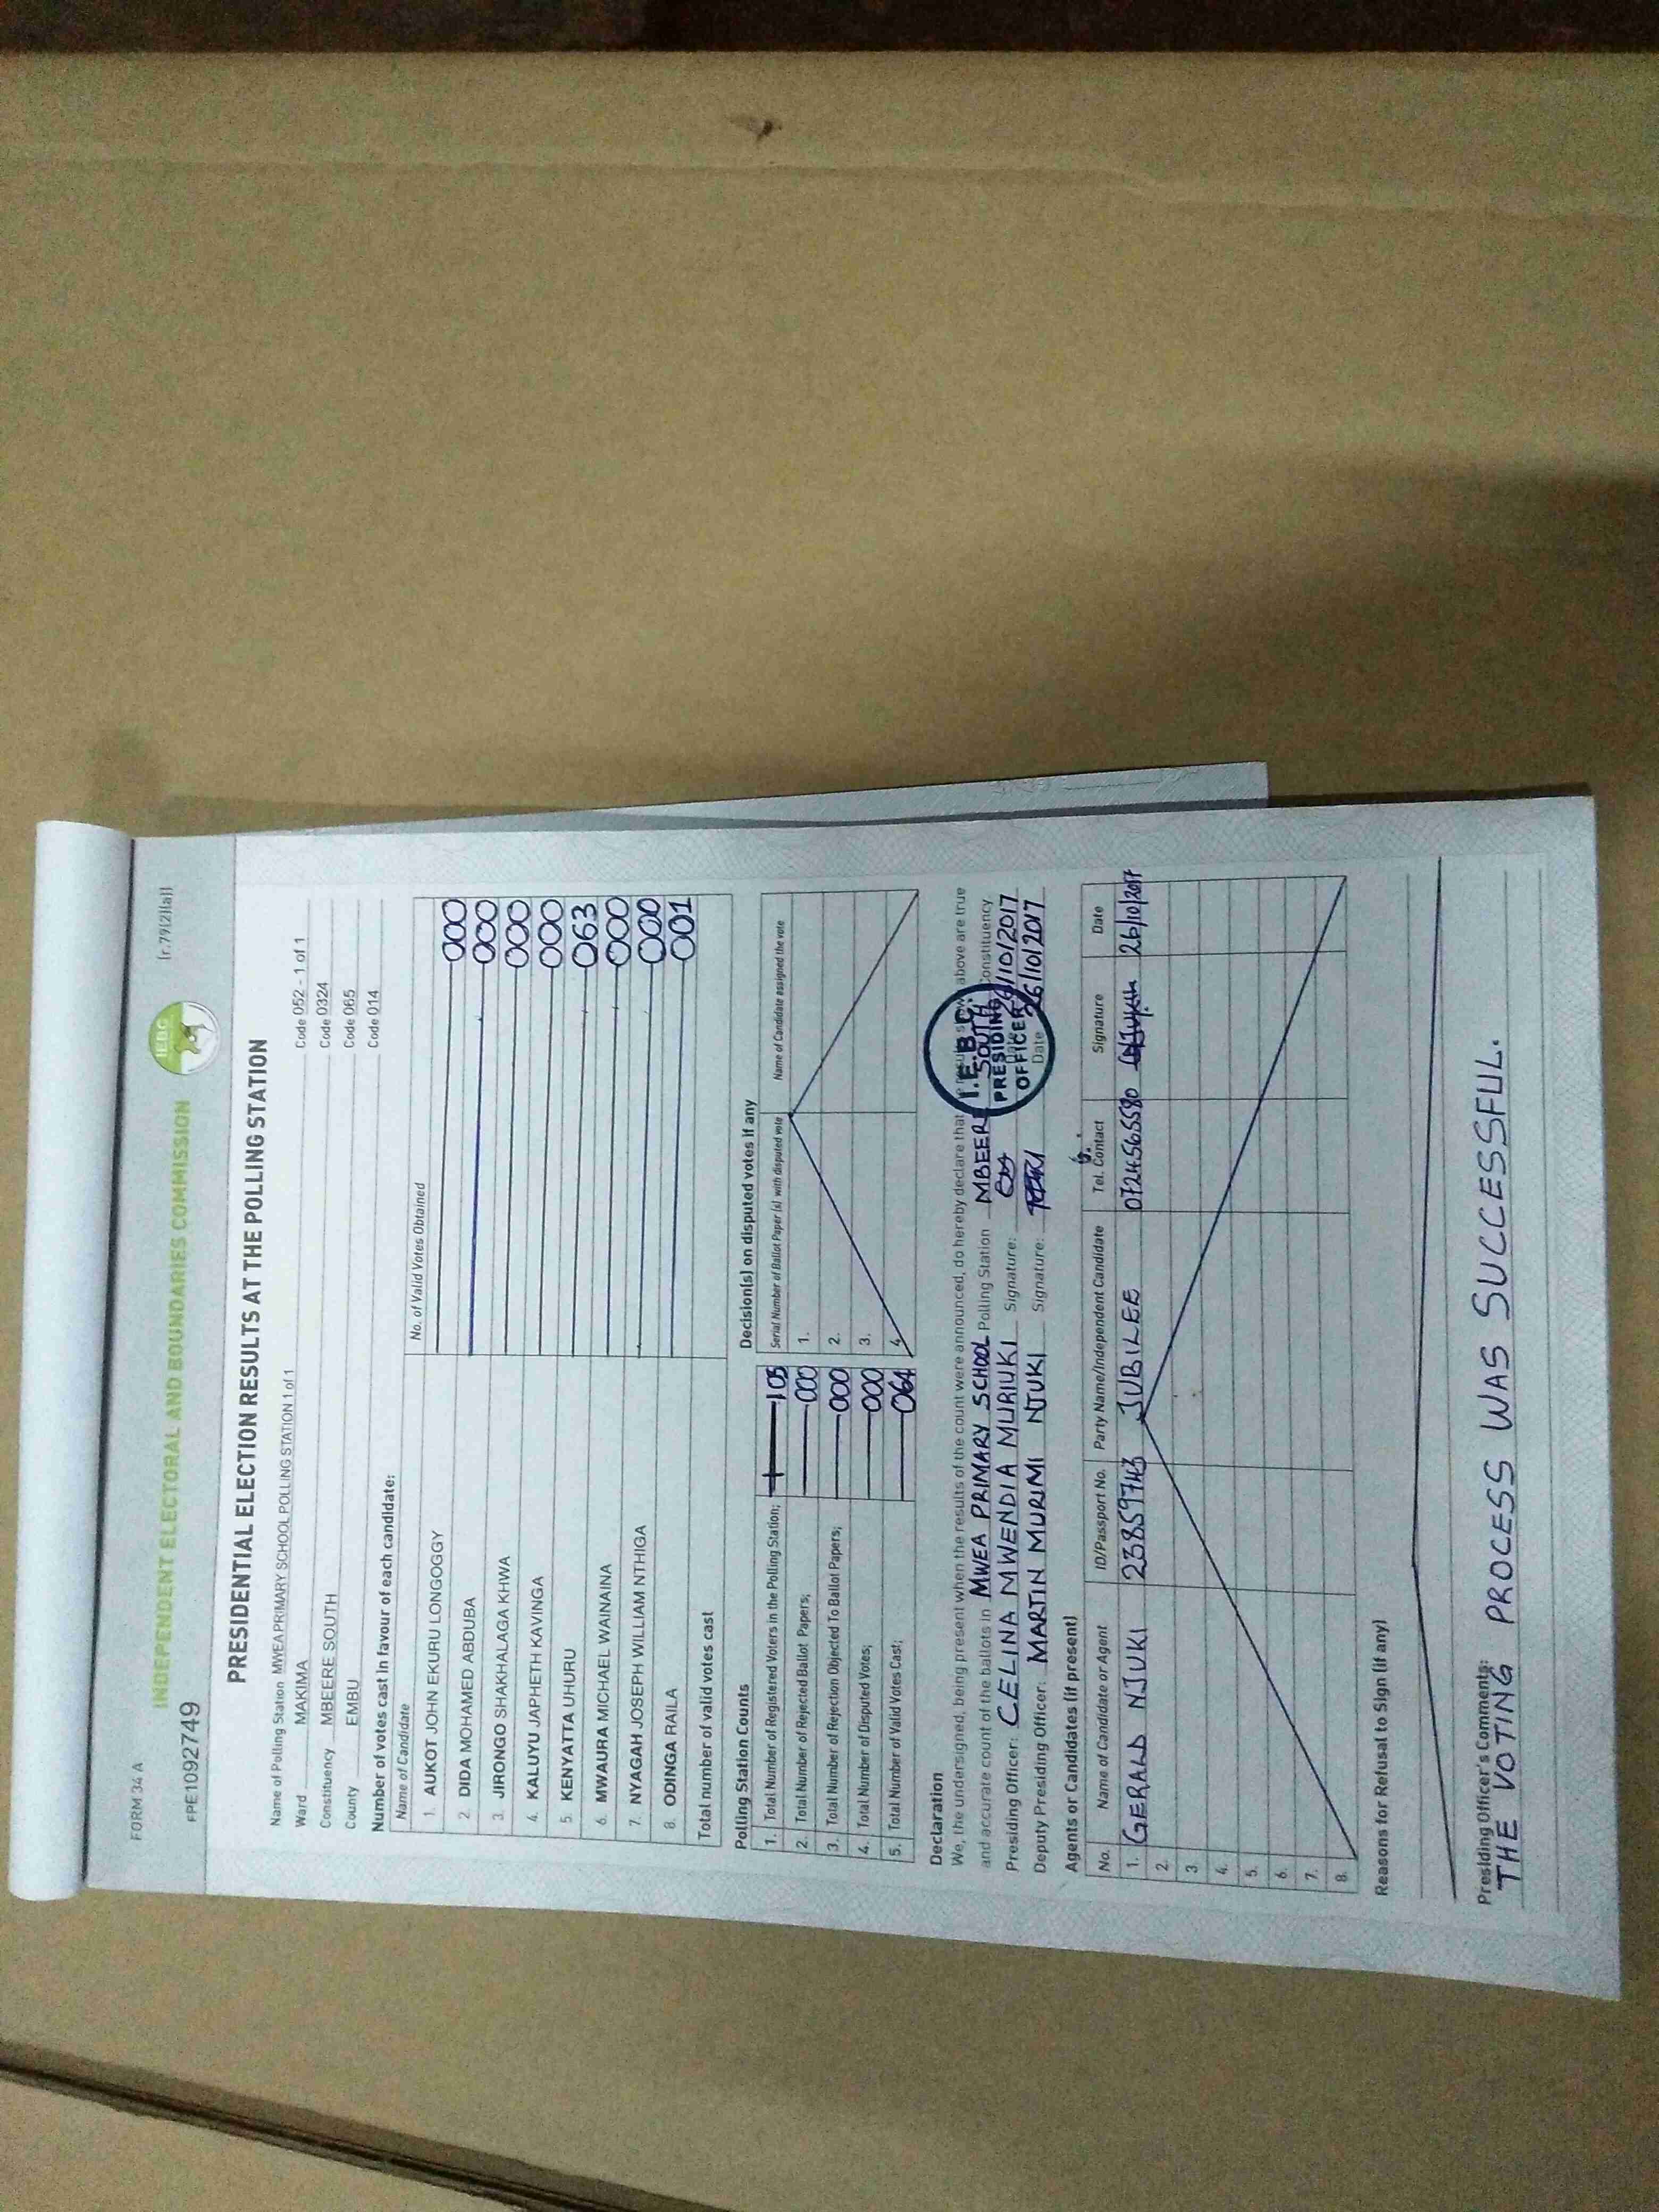 FORM 34 A
[r.79(2)(a)]
IEBC
INDEPENDENT ELECTORAL AND BOUNDARIES COMMISSION
FPE1092749
PRESIDENTIAL ELECTION RESULTS AT THE POLLING STATION
Name of Polling Station MWEA PRIMARY SCHOOL POLLING STATION 1 of 1 Code 052 - 1 of 1
Ward MAKIMA Code 0324
Constituency MBEERE SOUTH Code 065
County EMBU Code 014
Number of votes cast in favour of each candidate:
Name of Candidate No. of Valid Votes Obtained
1. AUKOT JOHN EKURU LONGOGGY 000
2. DIDA MOHAMED ABDUBA 000
3. JIRONGO SHAKHALAGA KHWA 000
4. KALUYU JAPHETH KAVINGA 000
5. KENYATTA UHURU 063
6. MWAURA MICHAEL WAINAINA 000
7. NYAGAH JOSEPH WILLIAM NTHIGA 000
8. ODINGA RAILA 001
Total number of valid votes cast
Polling Station Counts
1. Total Number of Registered Voters in the Polling Station; 105
2. Total Number of Rejected Ballot Papers; 000
3. Total Number of Rejection Objected To Ballot Papers; 000
4. Total Number of Disputed Votes; 000
5. Total Number of Valid Votes Cast; 064
Decision(s) on disputed votes if any
Serial Number of Ballot Paper (s) with disputed vote Name of Candidate assigned the vote
1.
2.
3.
4.
Declaration
We, the undersigned, being present when the results of the count were announced, do hereby declare that above are true
and accurate count of the ballots in MWEA PRIMARY SCHOOL Polling Station MBEERE SOUTH Constituency
Presiding Officer: CELINA MWENDIA MURIUKI Signature: Date 26/10/2017
Deputy Presiding Officer: MARTIN MURIMI NJUKI Signature: Date 26/10/2017
I.E.B.C.
PRESIDING
OFFICER
Agents or Candidates (if present)
No. Name of Candidate or Agent ID/Passport No. Party Name/Independent Candidate Tel. Contact Signature Date
1. GERALD NJUKI 23859743 JUBILEE 0724565580 26/10/2017
2.
3.
4.
5.
6.
7.
8.
Reasons for Refusal to Sign (if any)
Presiding Officer's Comments:
THE VOTING PROCESS WAS SUCCESSFUL.